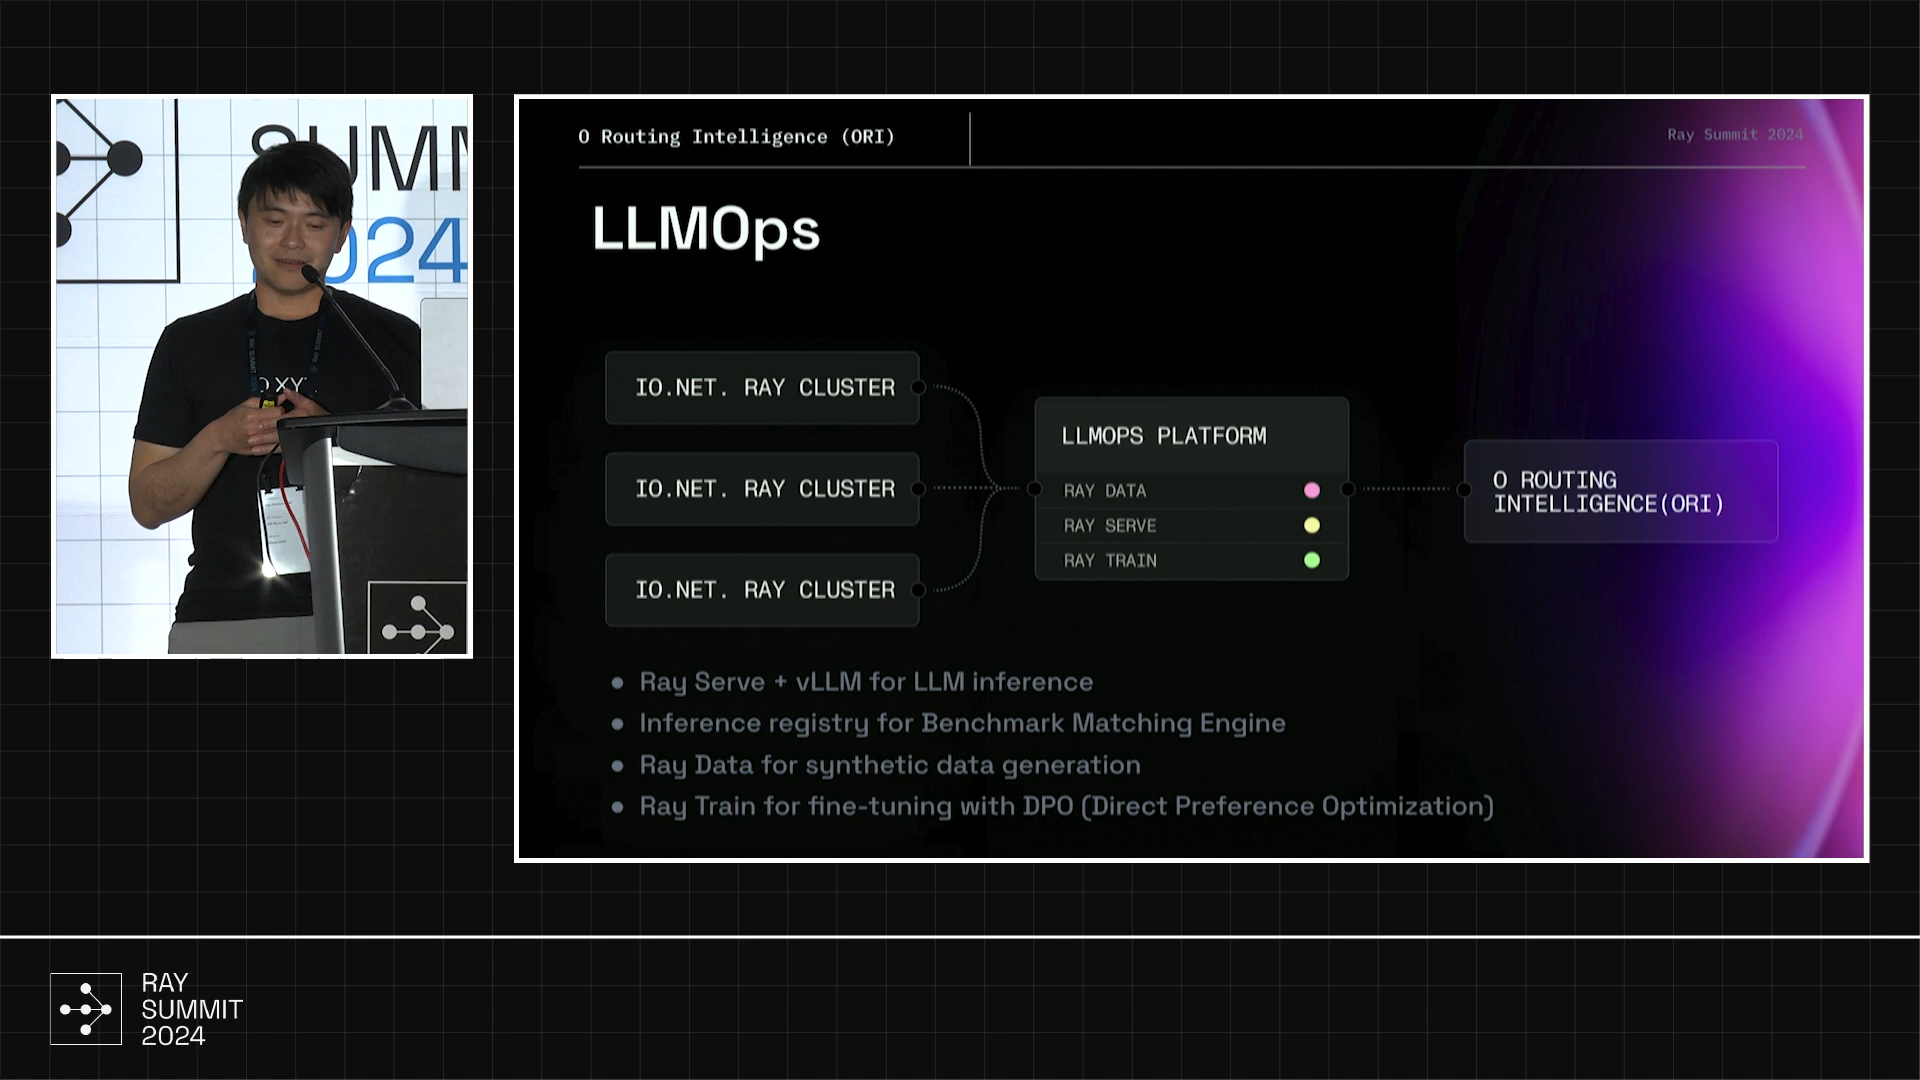 SUMM
2024
O XY
O Routing Intelligence (ORI)
Ray Summit 2024
LLMOps
IO.NET. RAY CLUSTER
IO.NET. RAY CLUSTER
IO.NET. RAY CLUSTER
LLMOPS PLATFORM
RAY DATA
RAY SERVE
RAY TRAIN
O ROUTING
INTELLIGENCE(ORI)
● Ray Serve + vLLM for LLM inference
● Inference registry for Benchmark Matching Engine
● Ray Data for synthetic data generation
● Ray Train for fine-tuning with DPO (Direct Preference Optimization)
RAY
SUMMIT
2024